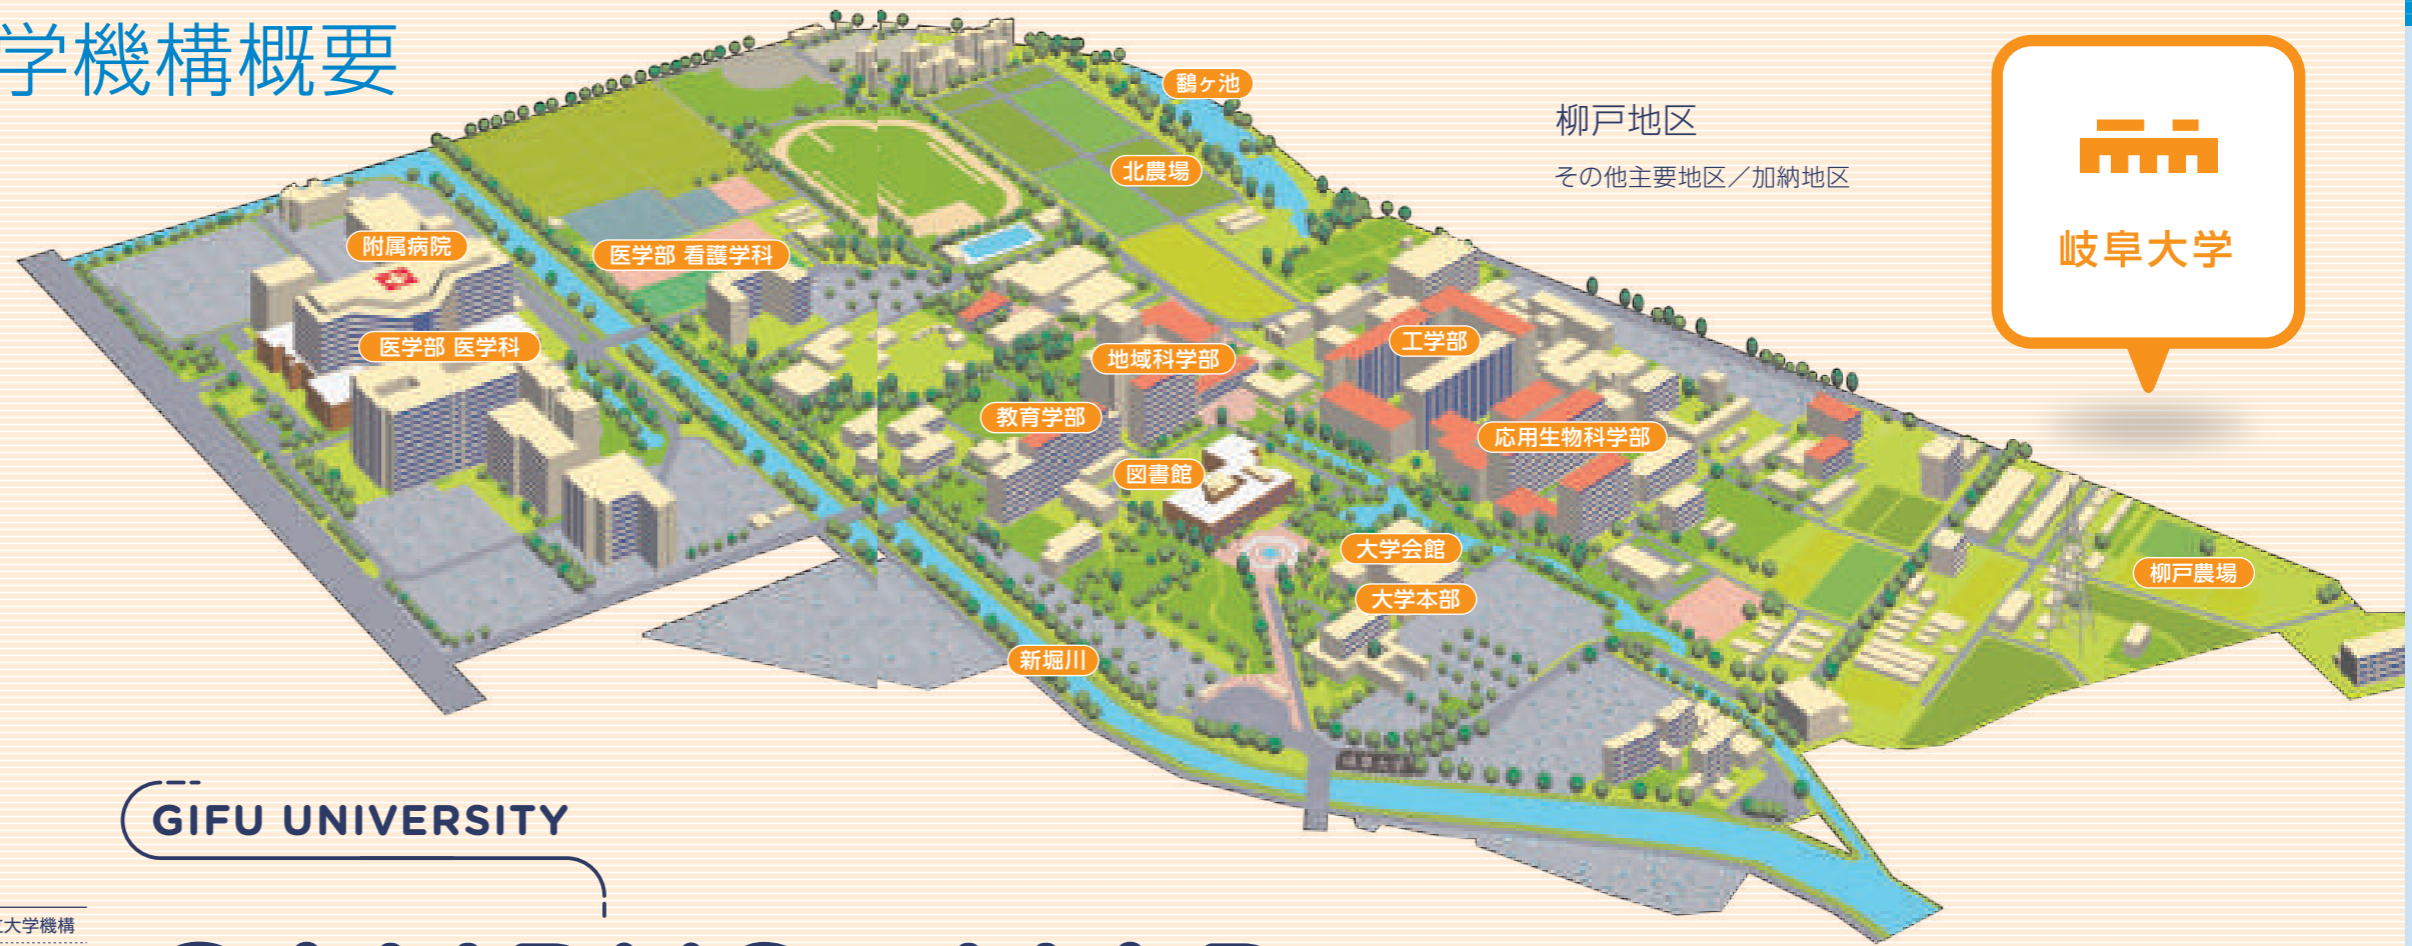 学機構概要
鷭ヶ池
柳戸地区
その他主要地区／加納地区
岐阜大学
北農場
附属病院
医学部 看護学科
医学部 医学科
地域科学部
工学部
教育学部
応用生物科学部
図書館
大学会館
柳戸農場
大学本部
新堀川
GIFU UNIVERSITY
大学機構